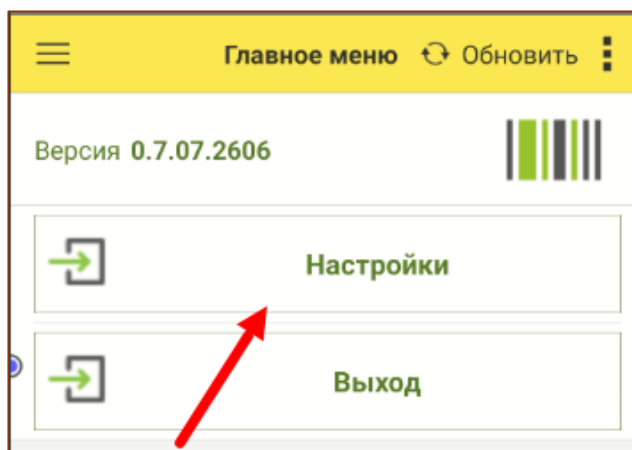 Главное меню Обновить
Версия 0.7.07.2606
Настройки
Выход